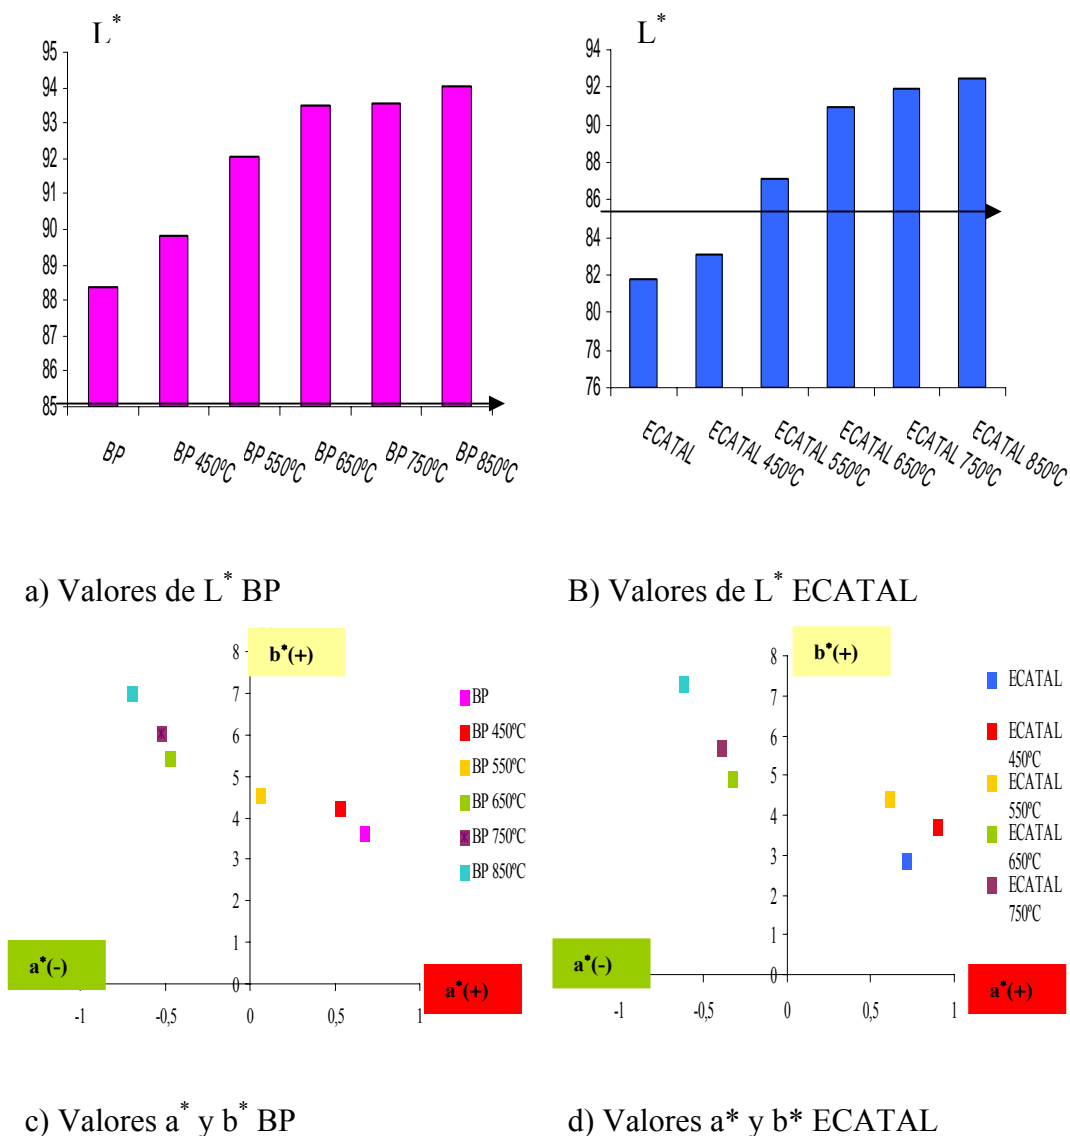 L*
95
94
93
92
91
90
89
88
87
86
85
BP
BP 450ºC
BP 550ºC
BP 650ºC
BP 750ºC
BP 850ºC
L*
94
92
90
88
86
84
82
80
78
76
ECATAL
ECATAL 450ºC
ECATAL 550ºC
ECATAL 650ºC
ECATAL 750ºC
ECATAL 850ºC
a) Valores de L* BP
B) Valores de L* ECATAL
b*(+)
8
7
6
5
4
3
2
1
0
a*(-)
a*(+)
-1
-0,5
0
0,5
1
BP
BP 450ºC
BP 550ºC
BP 650ºC
BP 750ºC
BP 850ºC
b*(+)
8
7
6
5
4
3
2
1
0
a*(-)
a*(+)
-1
-0,5
0
0,5
1
ECATAL
ECATAL
450ºC
ECATAL
550ºC
ECATAL
650ºC
ECATAL
750ºC
c) Valores a* y b* BP
d) Valores a* y b* ECATAL